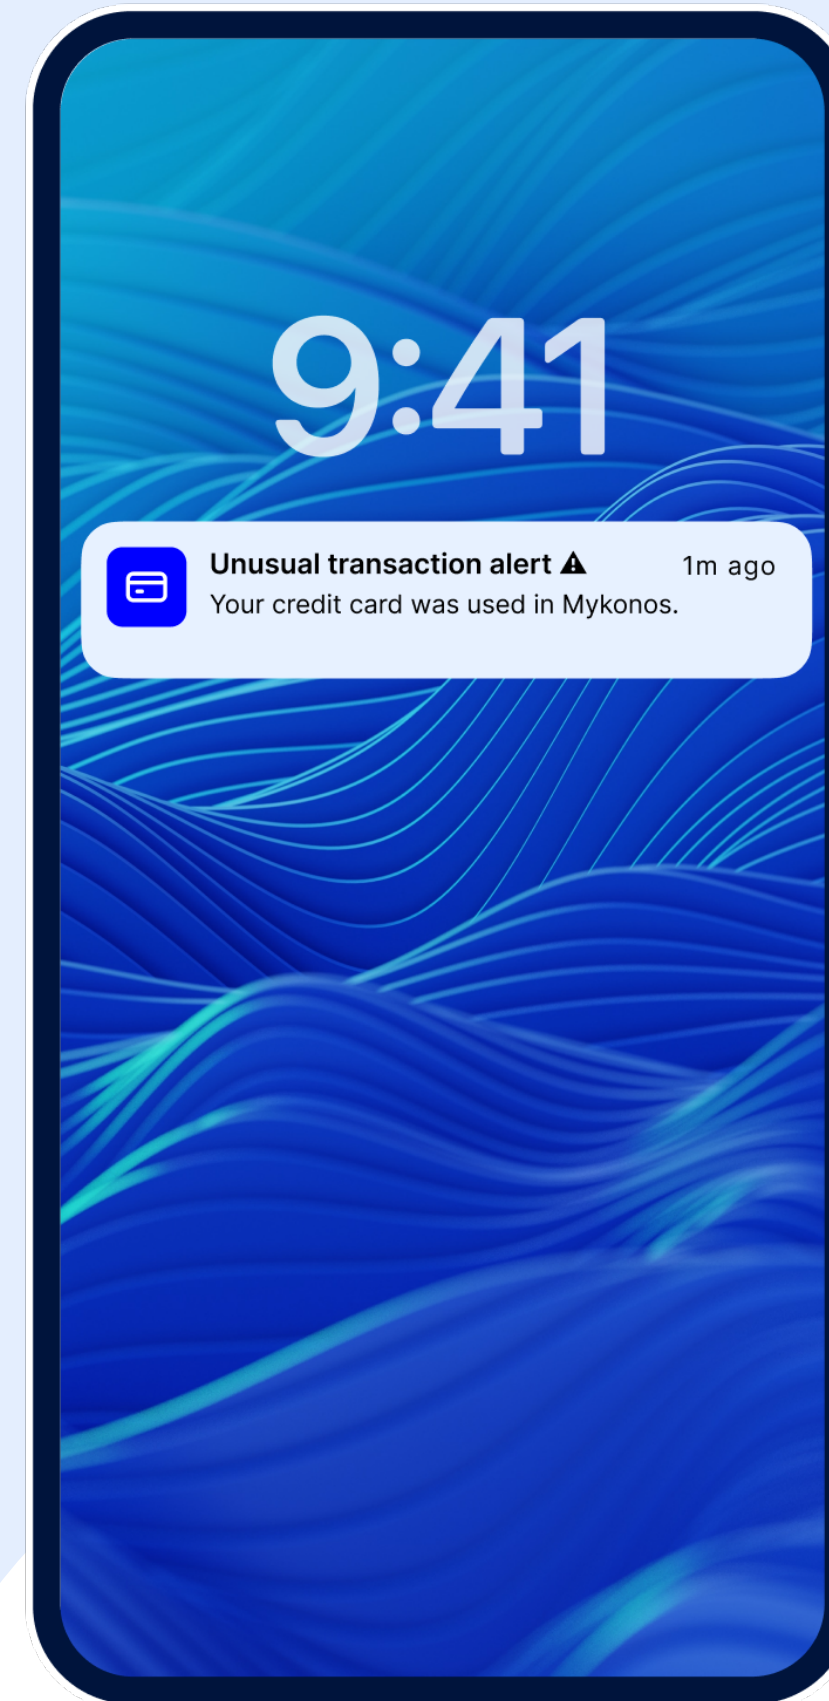 9:41
Unusual transaction alert ⚠ 1m ago
Your credit card was used in Mykonos.